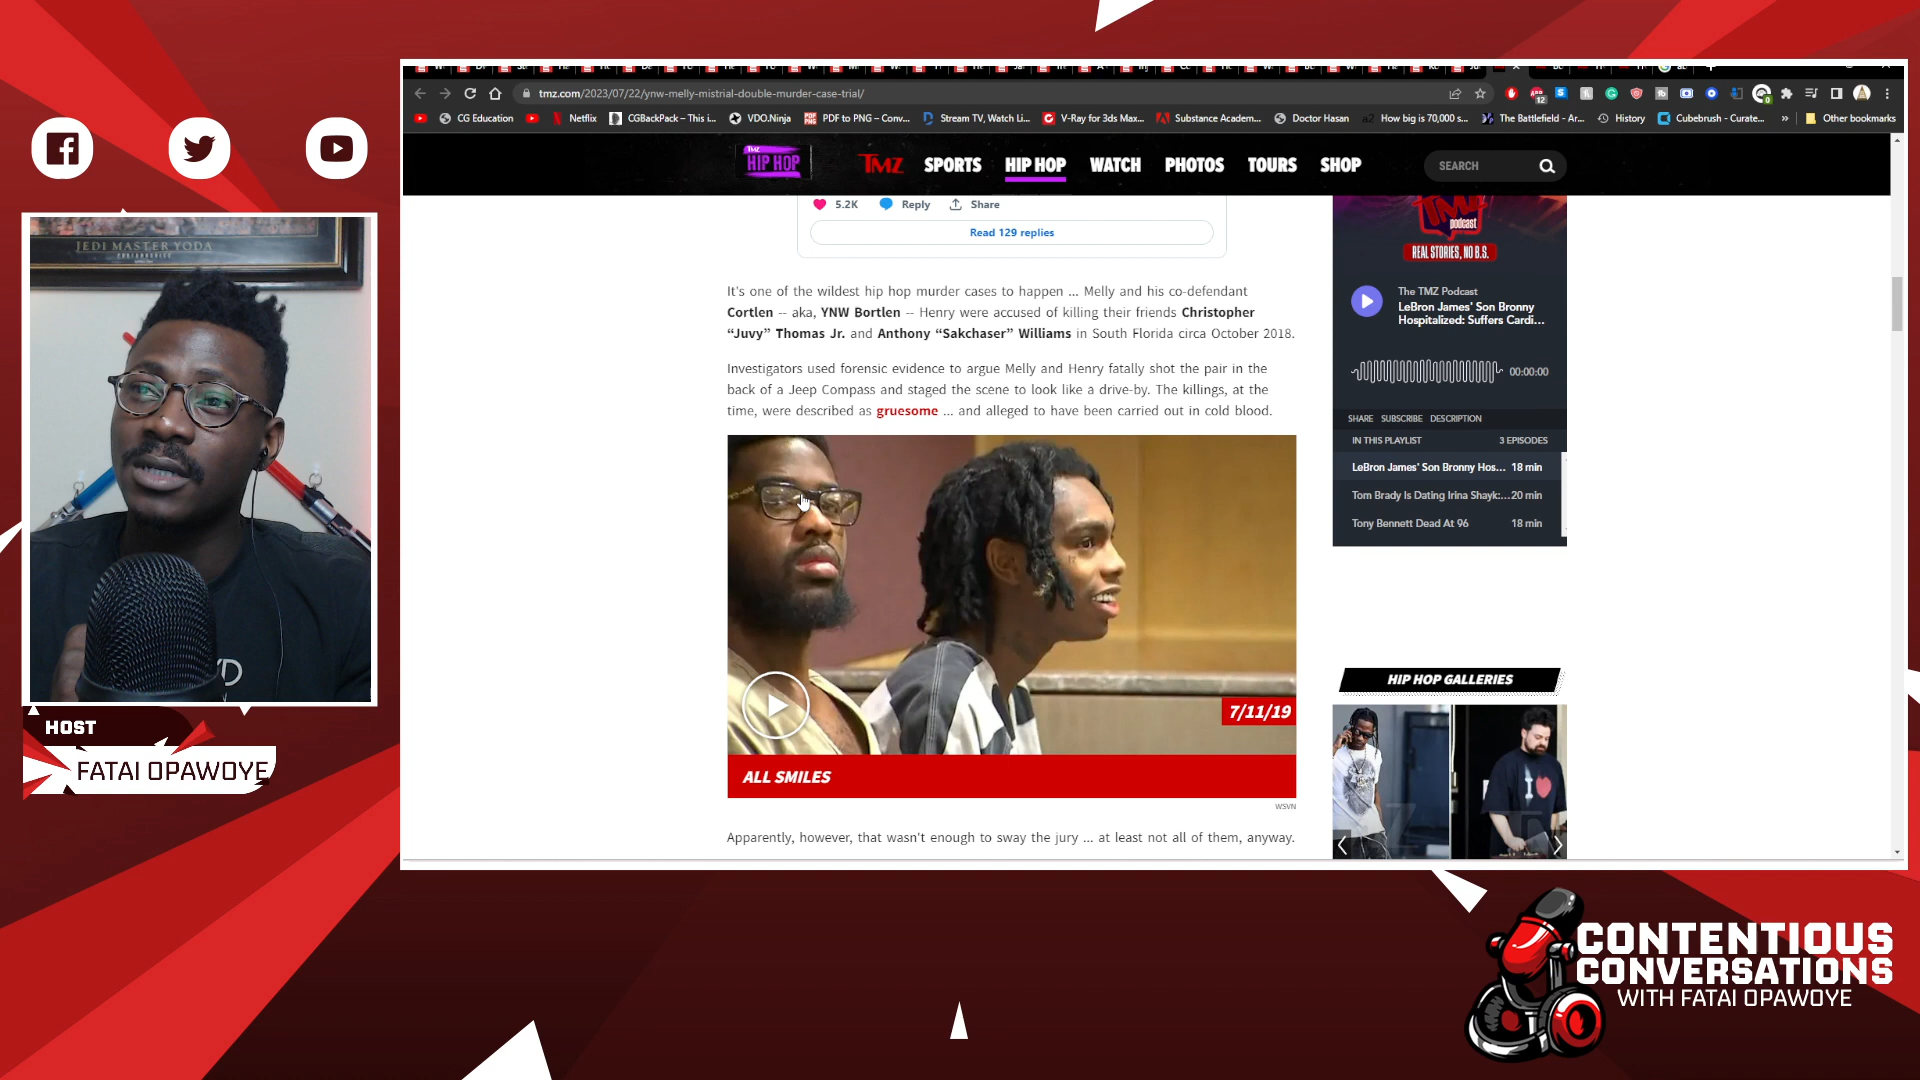 tmz.com/2023/07/22/ynw-melly-mistrial-double-murder-case-trial/
12
0
CG Education
Netflix
CGBackPack – This i...
VDO.Ninja
PDF to PNG – Conv...
Stream TV, Watch Li...
V-Ray for 3ds Max...
Substance Academ...
Doctor Hasan
How big is 70,000 s...
The Battlefield - Ar...
History
Cubebrush - Curate...
»
Other bookmarks
TMZ
HIP HOP
TMZ
SPORTS
HIP HOP
WATCH
PHOTOS
TOURS
SHOP
SEARCH
5.2K
Reply
Share
Read 129 replies
It's one of the wildest hip hop murder cases to happen ... Melly and his co-defendant
Cortlen -- aka, YNW Bortlen -- Henry were accused of killing their friends Christopher
“Juvy” Thomas Jr. and Anthony “Sakchaser” Williams in South Florida circa October 2018.
Investigators used forensic evidence to argue Melly and Henry fatally shot the pair in the
back of a Jeep Compass and staged the scene to look like a drive-by. The killings, at the
time, were described as gruesome ... and alleged to have been carried out in cold blood.
7/11/19
ALL SMILES
WSVN
Apparently, however, that wasn't enough to sway the jury ... at least not all of them, anyway.
TMZ
podcast
REAL STORIES, NO B.S.
The TMZ Podcast
LeBron James' Son Bronny
Hospitalized: Suffers Cardi...
00:00:00
SHARE SUBSCRIBE DESCRIPTION
IN THIS PLAYLIST 3 EPISODES
LeBron James' Son Bronny Hos... 18 min
Tom Brady Is Dating Irina Shayk:... 20 min
Tony Bennett Dead At 96 18 min
HIP HOP GALLERIES
JEDI MASTER YODA
HOST
FATAI OPAWOYE
CONTENTIOUS
CONVERSATIONS
WITH FATAI OPAWOYE